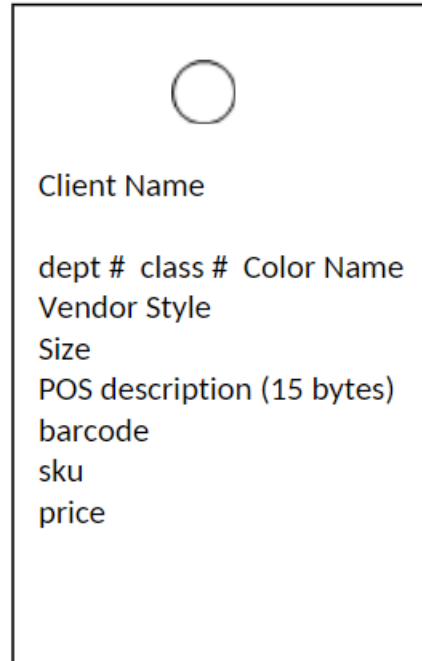 Client Name
dept # class # Color Name
Vendor Style
Size
POS description (15 bytes)
barcode
sku
price